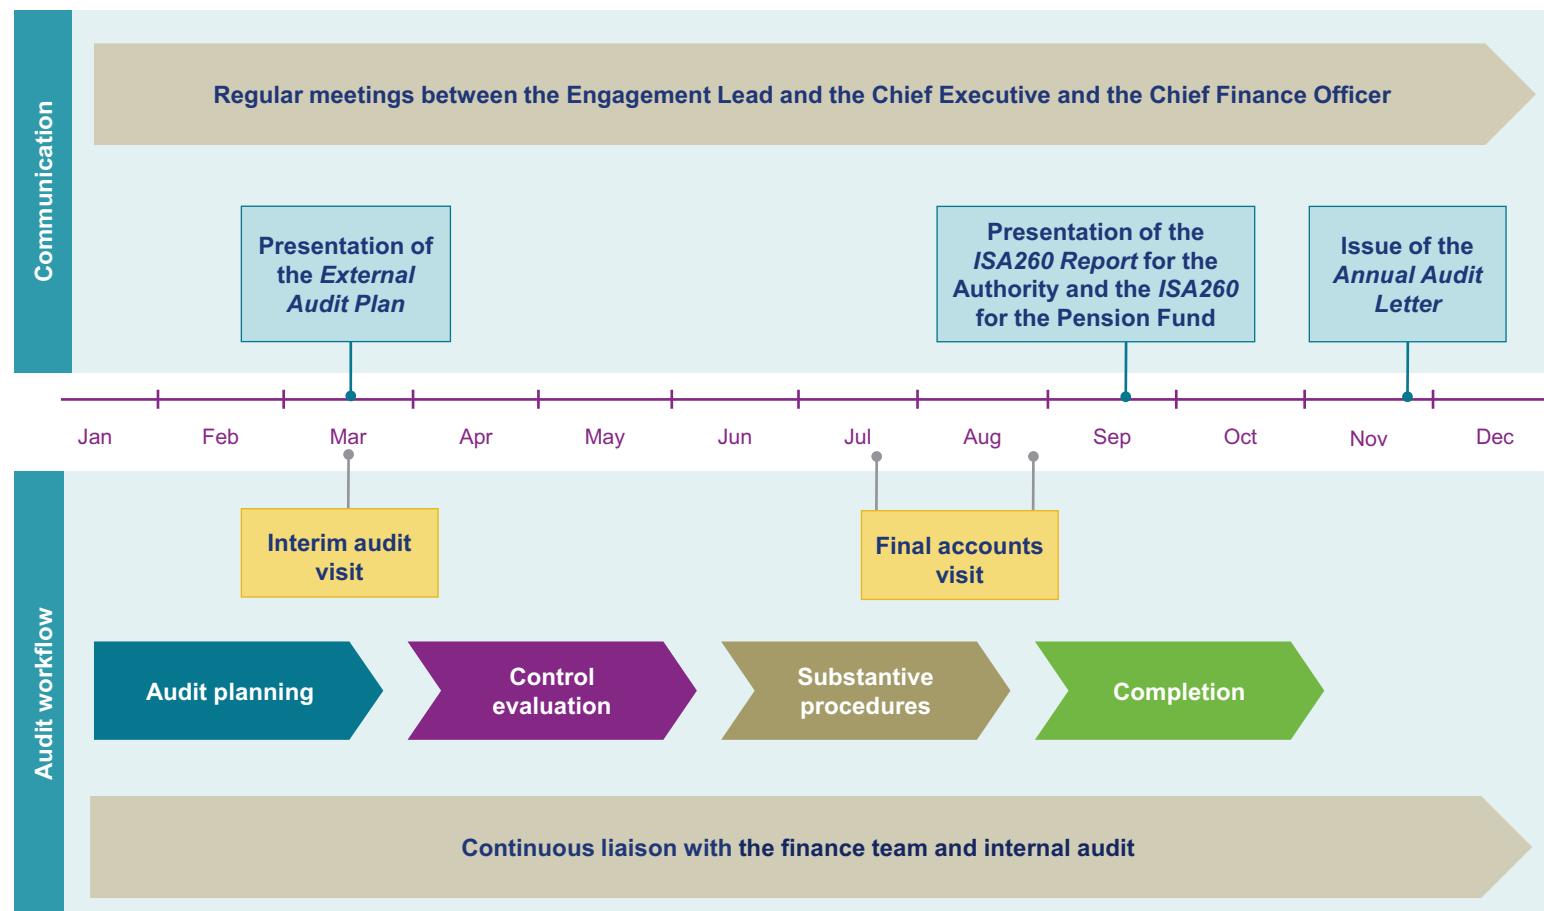 Communication
Regular meetings between the Engagement Lead and the Chief Executive and the Chief Finance Officer
Presentation of
the External
Audit Plan
Presentation of the
ISA260 Report for the
Authority and the ISA260
for the Pension Fund
Issue of the
Annual Audit
Letter
Jan Feb Mar Apr May Jun Jul Aug Sep Oct Nov Dec
Audit workflow
Interim audit
visit
Final accounts
visit
Audit planning
Control
evaluation
Substantive
procedures
Completion
Continuous liaison with the finance team and internal audit